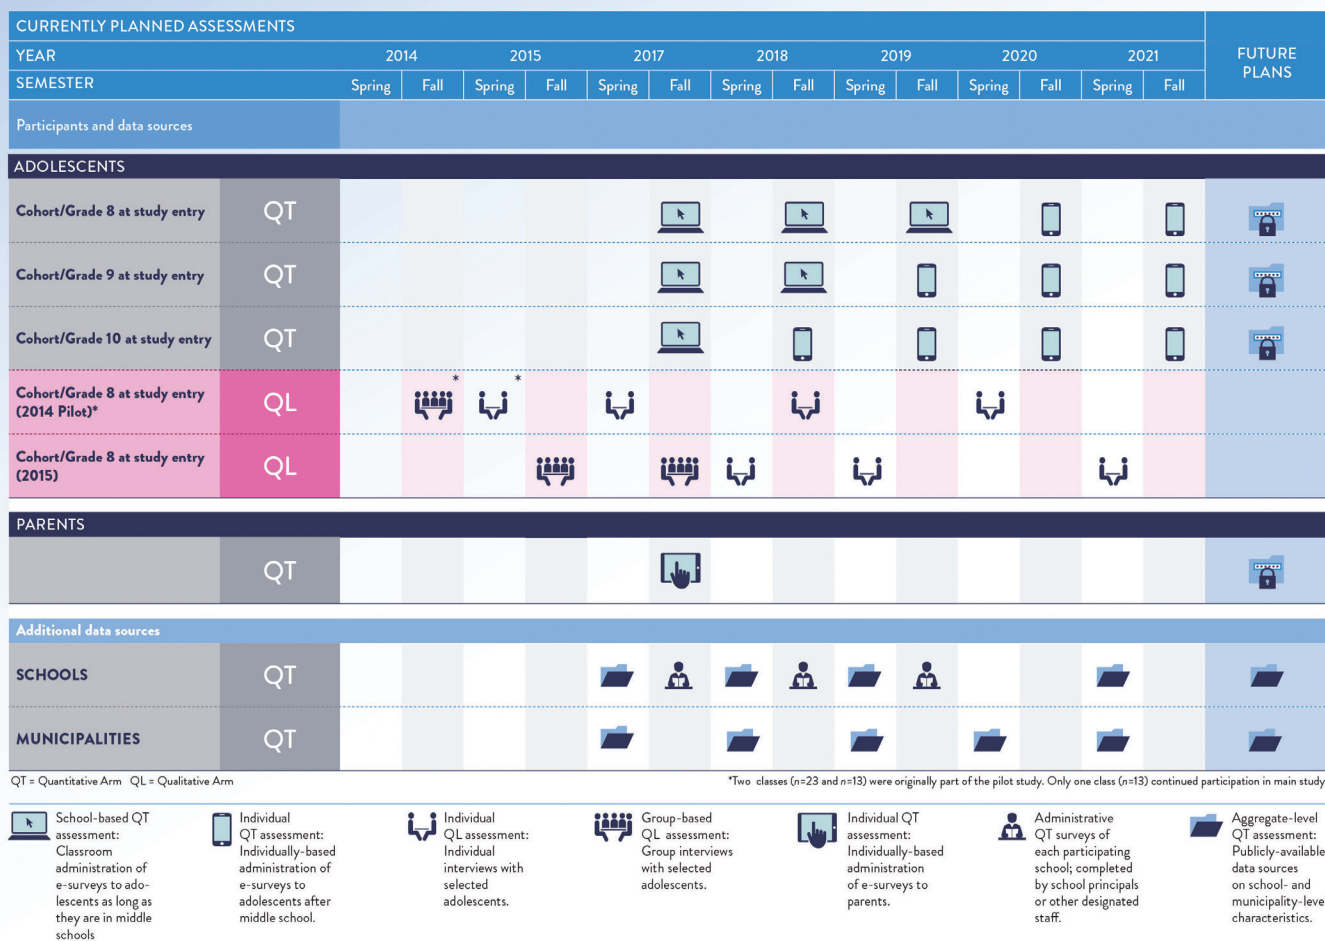 CURRENTLY PLANNED ASSESSMENTS
YEAR 2014 2015 2017 2018 2019 2020 2021 FUTURE PLANS
SEMESTER Spring Fall Spring Fall Spring Fall Spring Fall Spring Fall Spring Fall Spring Fall
Participants and data sources
ADOLESCENTS
Cohort/Grade 8 at study entry QT
Cohort/Grade 9 at study entry QT
Cohort/Grade 10 at study entry QT
* *
Cohort/Grade 8 at study entry
(2014 Pilot)* QL
Cohort/Grade 8 at study entry
(2015) QL
PARENTS
QT
Additional data sources
SCHOOLS QT
MUNICIPALITIES QT
QT = Quantitative Arm QL = Qualitative Arm
*Two classes (n=23 and n=13) were originally part of the pilot study. Only one class (n=13) continued participation in main study
School-based QT
assessment:
Classroom
administration of
e-surveys to ado-
lescents as long as
they are in middle
schools
Individual
QT assessment:
Individually-based
administration of
e-surveys to
adolescents after
middle school.
Individual
QL assessment:
Individual
interviews with
selected
adolescents.
Group-based
QL assessment:
Group interviews
with selected
adolescents.
Individual QT
assessment:
Individually-based
administration
of e-surveys to
parents.
Administrative
QT surveys of
each participating
school; completed
by school principals
or other designated
staff.
Aggregate-level
QT assessment:
Publicly-available
data sources
on school- and
municipality-leve
characteristics.